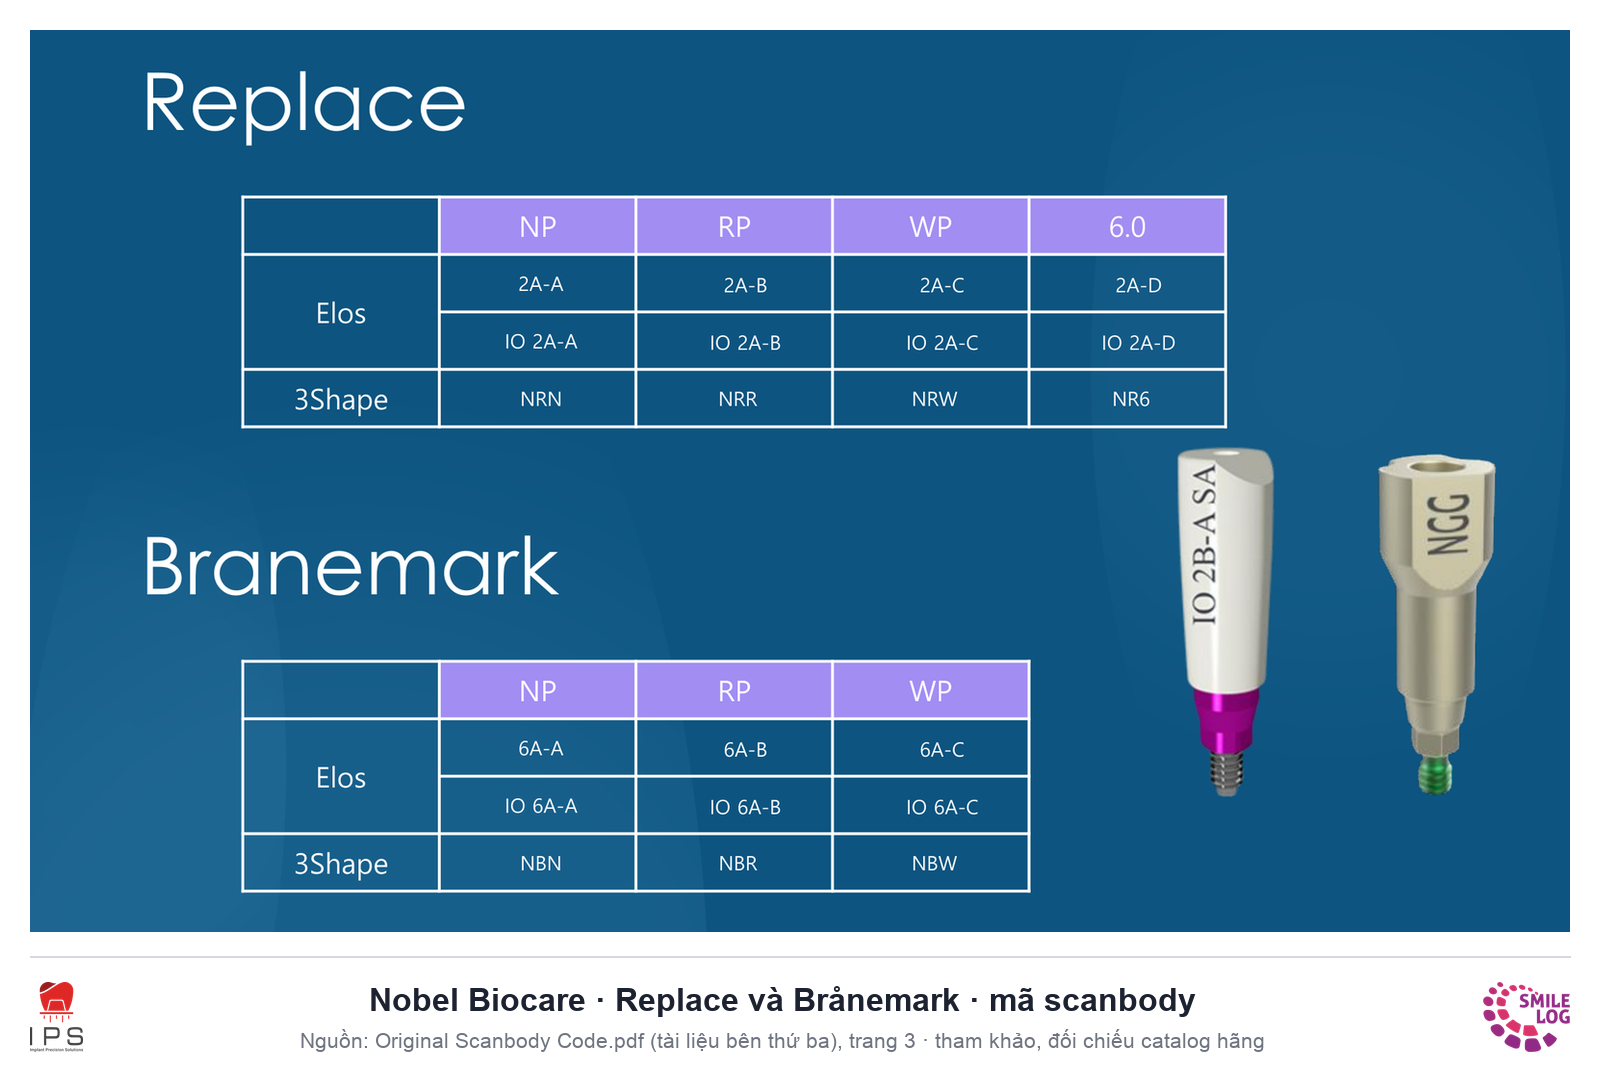 Replace
NP RP WP 6.0
Elos
2A-A 2A-B 2A-C 2A-D
IO 2A-A IO 2A-B IO 2A-C IO 2A-D
3Shape NRN NRR NRW NR6
IO 2B-A SA
NGG
Branemark
NP RP WP
Elos
6A-A 6A-B 6A-C
IO 6A-A IO 6A-B IO 6A-C
3Shape NBN NBR NBW
IPS
Implant Precision Solutions
Nobel Biocare · Replace và Brånemark · mã scanbody
Nguồn: Original Scanbody Code.pdf (tài liệu bên thứ ba), trang 3 · tham khảo, đối chiếu catalog hãng
SMILE
LOG